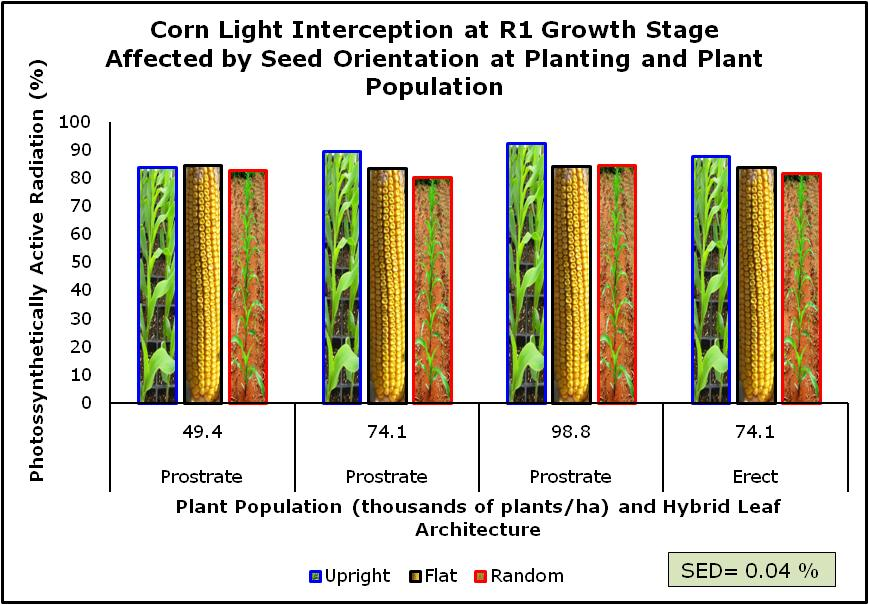 Corn Light Interception at R1 Growth Stage
Affected by Seed Orientation at Planting and Plant
Population
Photossynthetically Active Radiation (%)
100
90
80
70
60
50
40
30
20
10
0
49.4 74.1 98.8 74.1
Prostrate Prostrate Prostrate Erect
Plant Population (thousands of plants/ha) and Hybrid Leaf
Architecture
Upright Flat Random
SED= 0.04 %